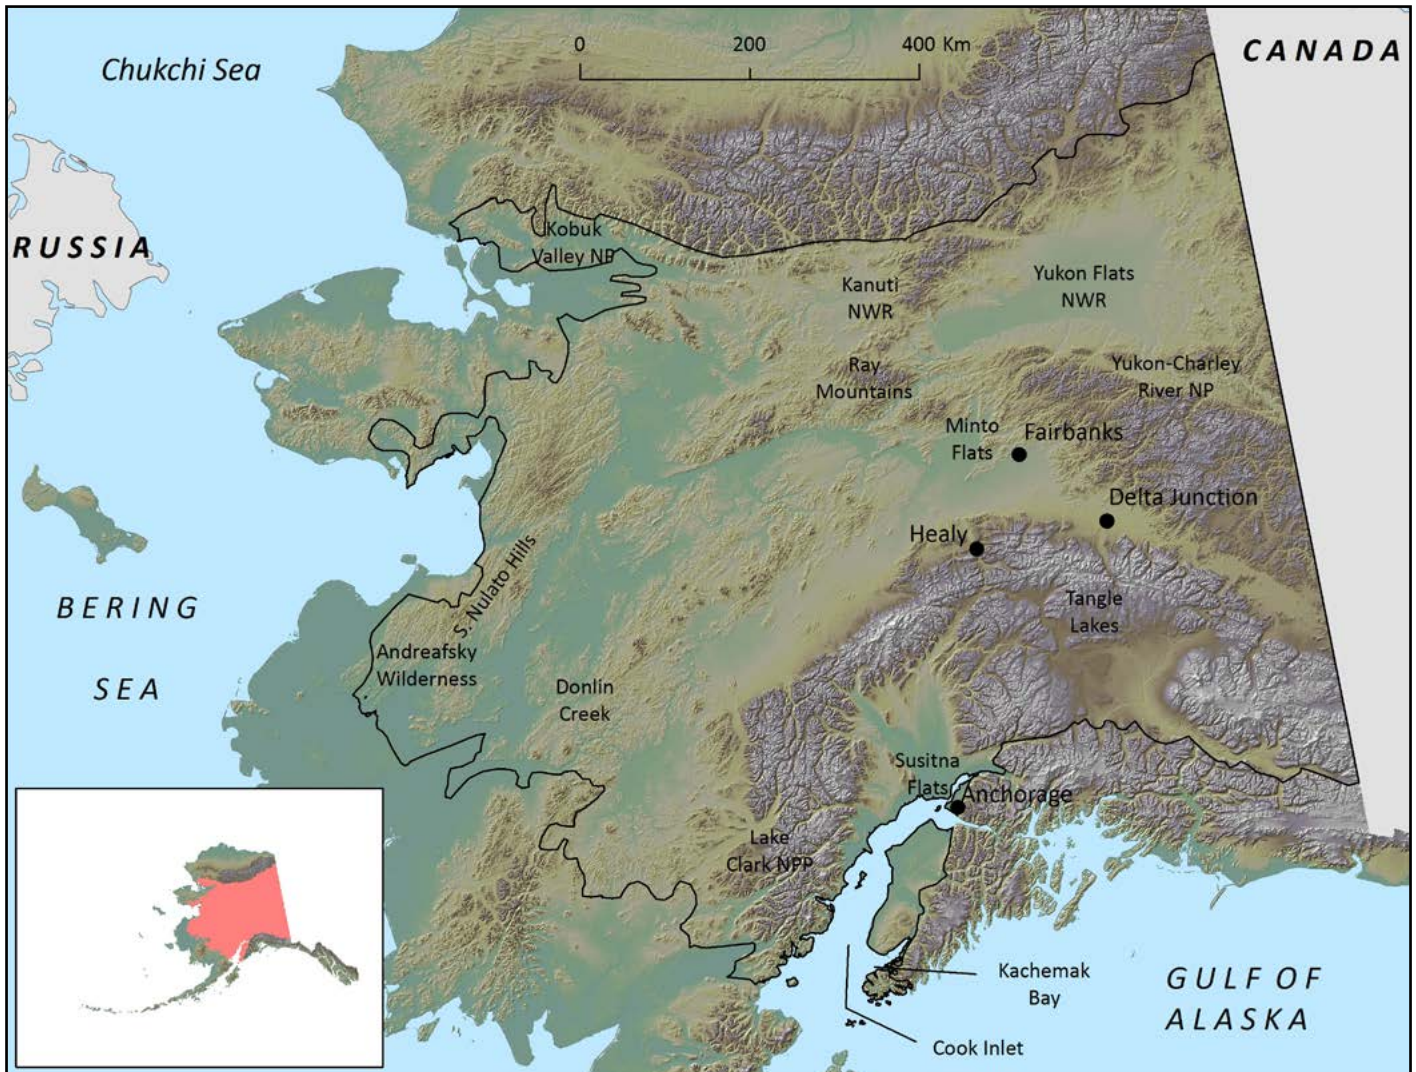 0 200 400 Km
CANADA
Chukchi Sea
RUSSIA
Kobuk
Valley NP
Kanuti
NWR
Yukon Flats
NWR
Ray
Mountains
Yukon-Charley
River NP
Minto
Flats
Fairbanks
Delta Junction
Healy
BERING
SEA
S. Nulato Hills
Tangle
Lakes
Andreafsky
Wilderness
Donlin
Creek
Susitna
Flats
Anchorage
Lake
Clark NPP
Kachemak
Bay
GULF OF
ALASKA
Cook Inlet